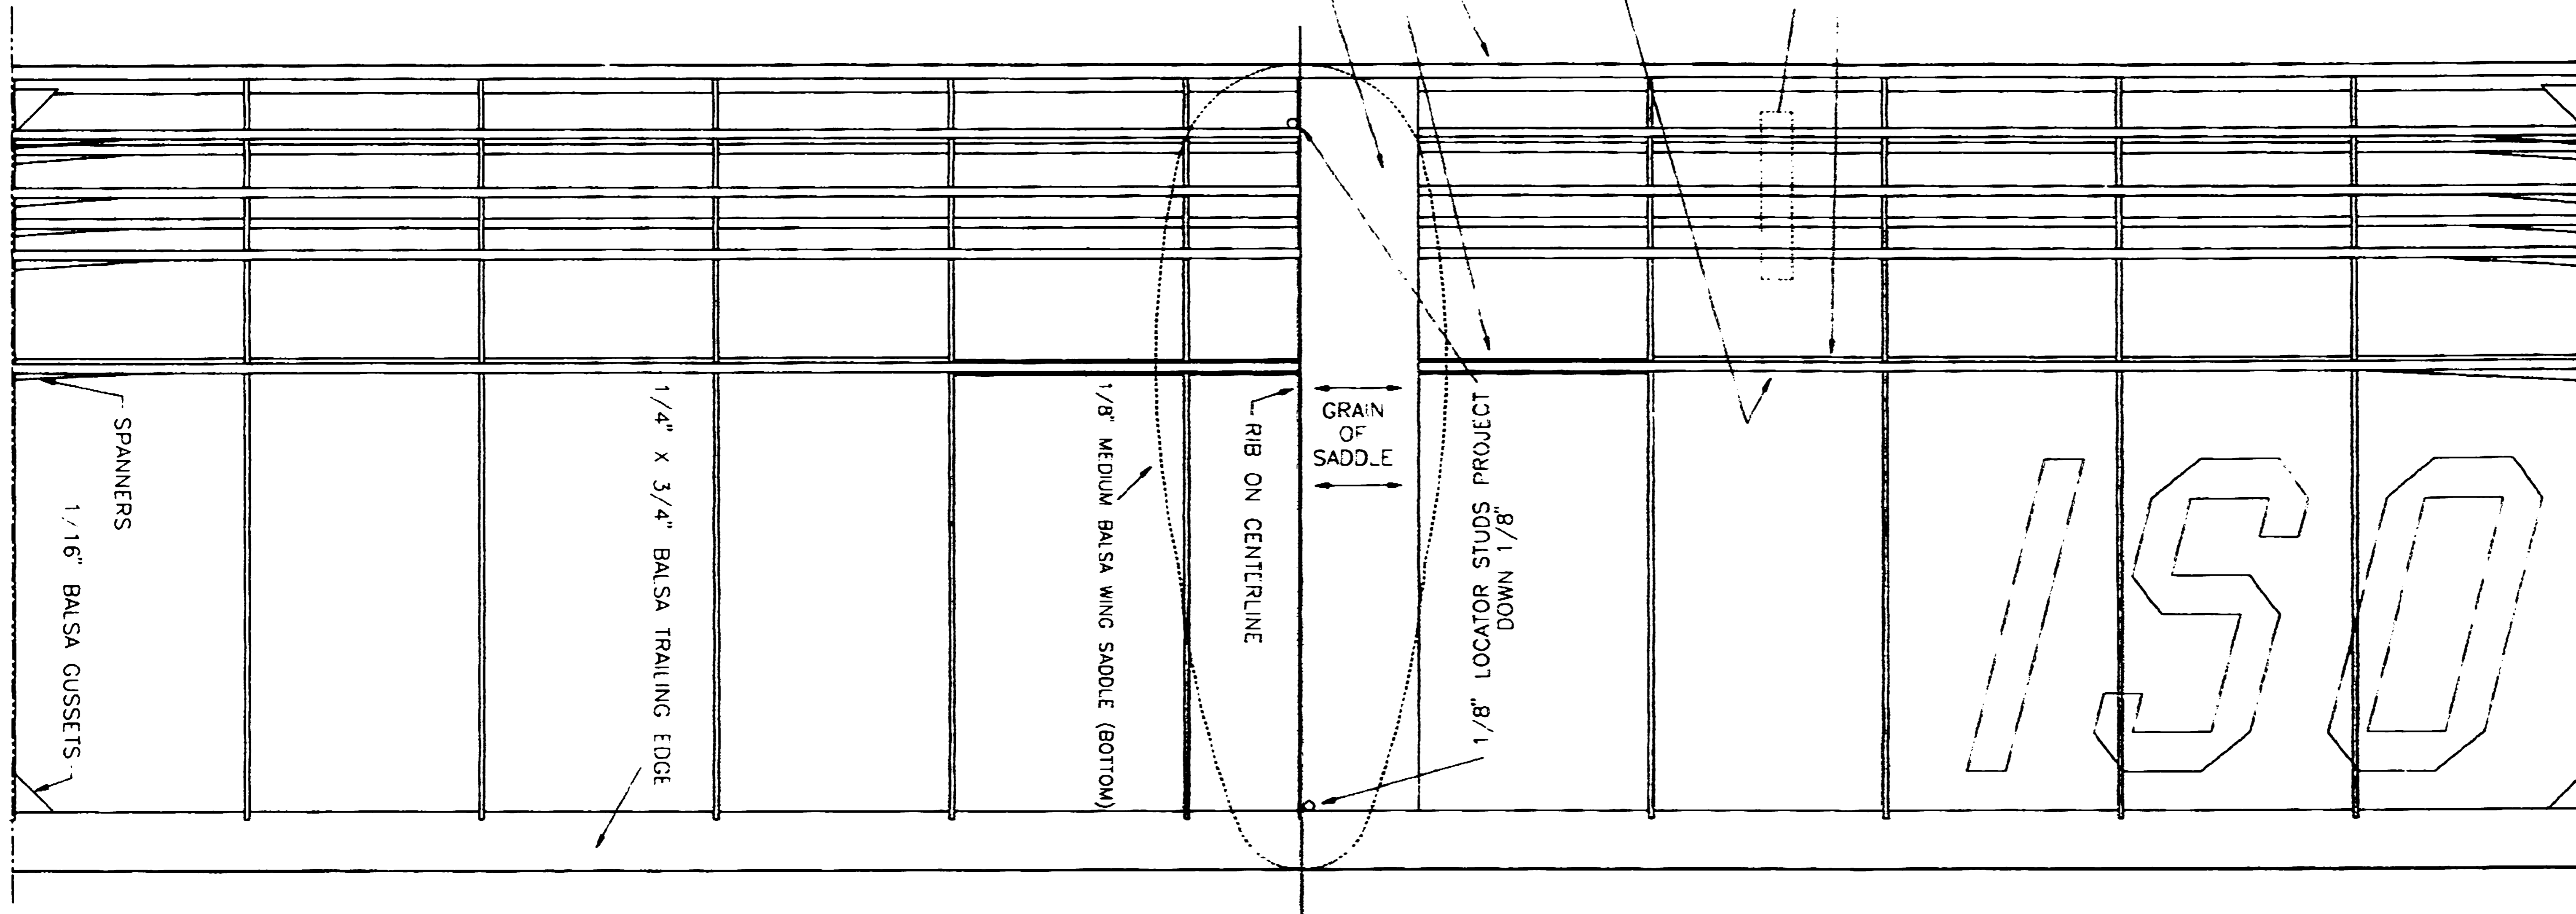 SPANNERS
1/16" BALSA GUSSETS
1/4" X 3/4" BALSA TRAILING EDGE
1/8" MEDIUM BALSA WING SADDLE (BOTTOM)
RIB ON CENTERLINE
GRAIN
OF
SADDLE
1/8" LOCATOR STUDS PROJECT
DOWN 1/8"
ISO